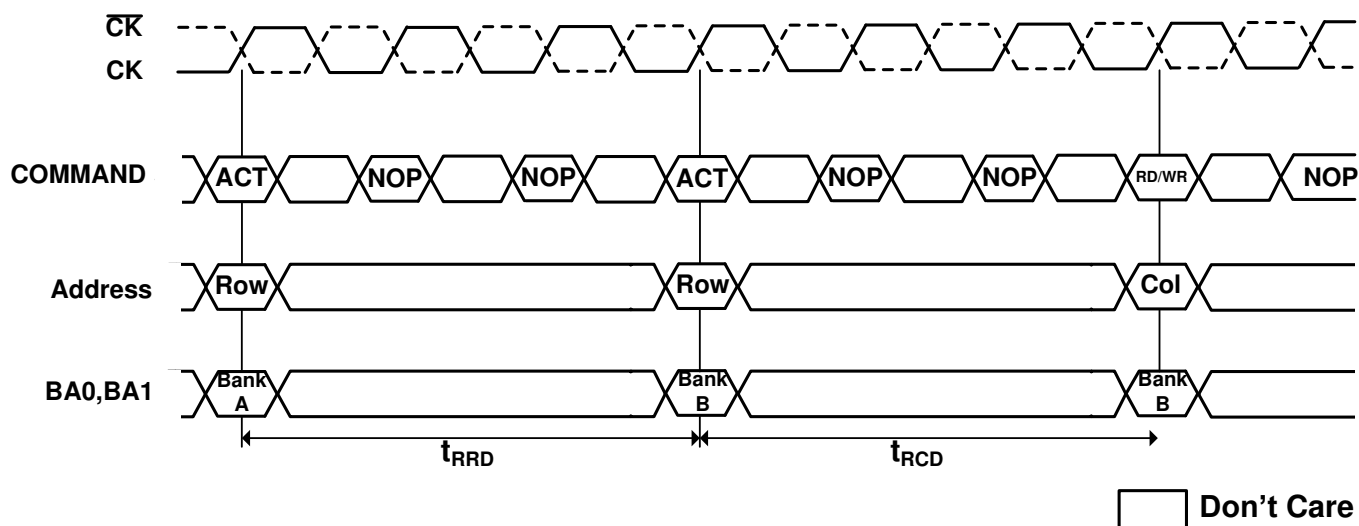 CK
CK
COMMAND ACT NOP NOP ACT NOP NOP RD/WR NOP
Address Row Row Col
BA0,BA1 Bank A Bank B Bank B
tRRD tRCD
Don't Care